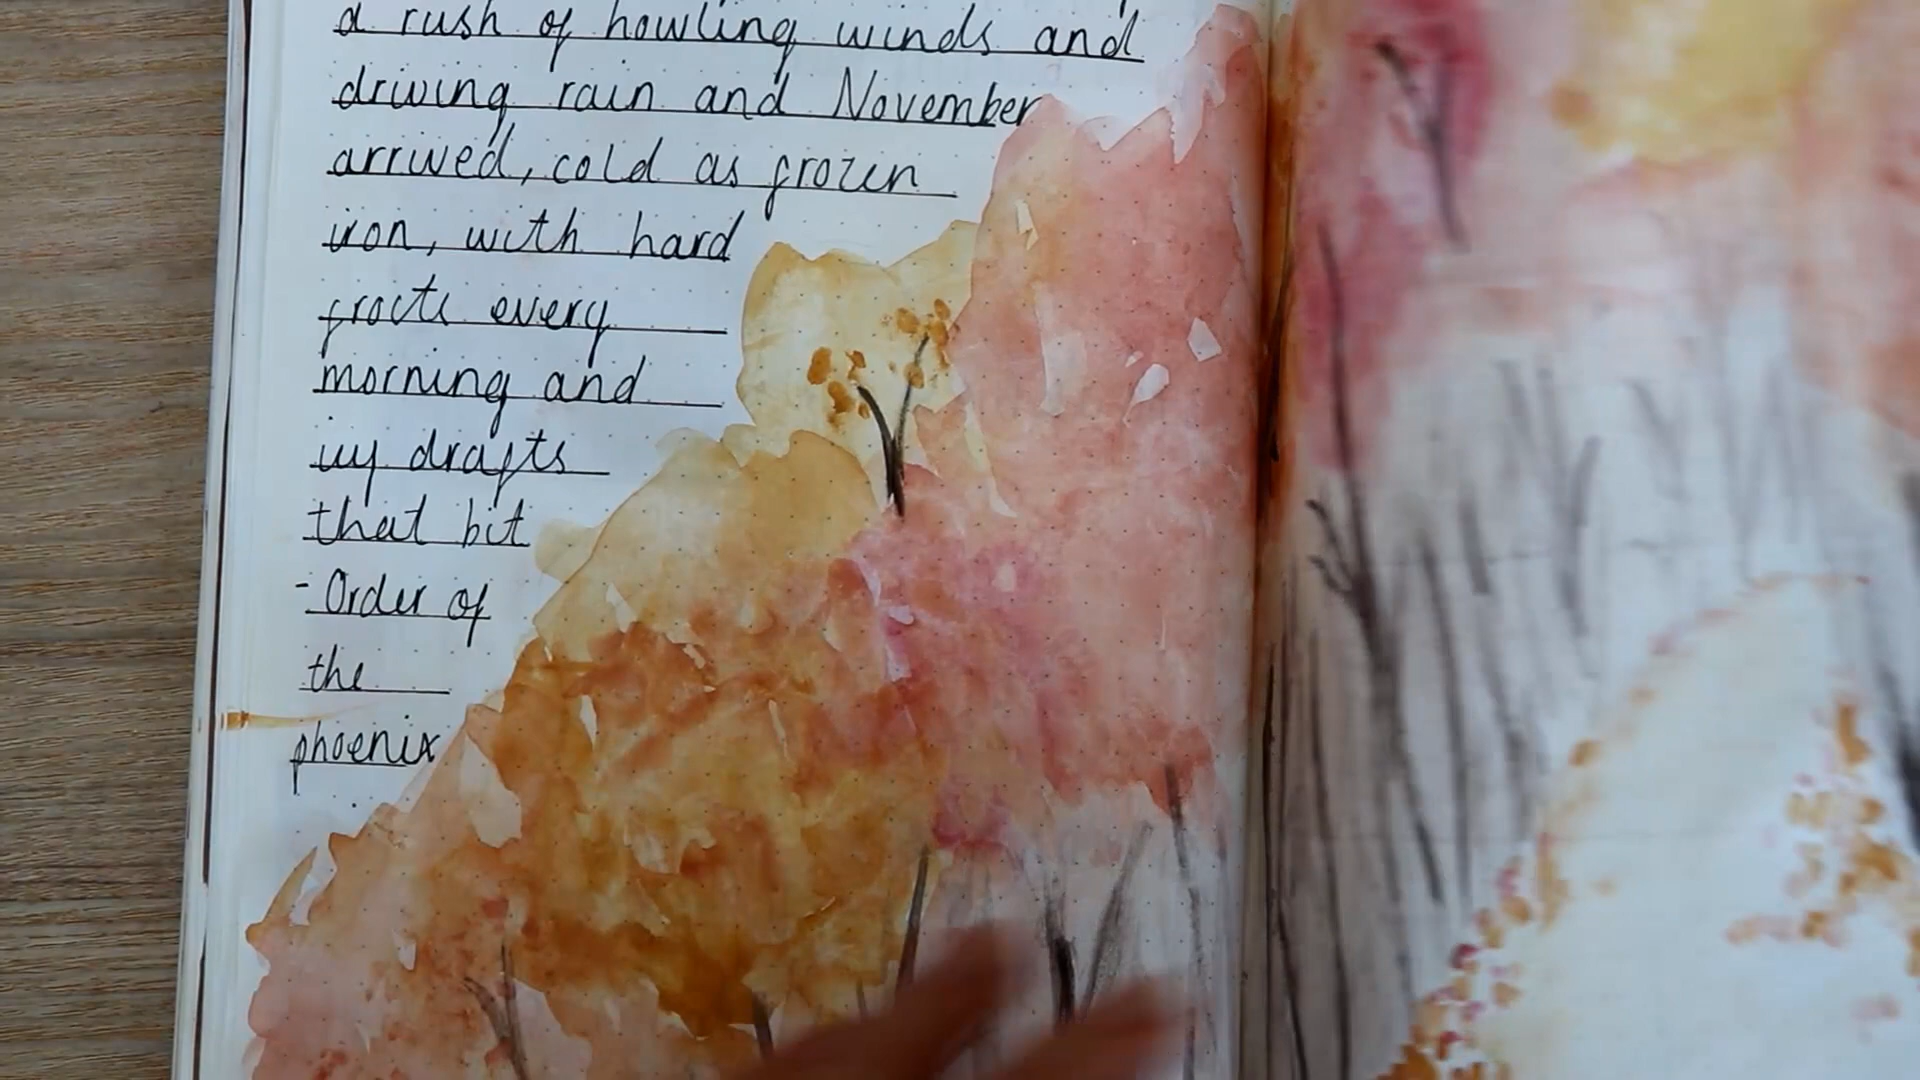 a rush of howling winds and
driving rain and November
arrived, cold as frozen
iron, with hard
frosts every
morning and
icy drafts
that bit
- Order of
the
phoenix